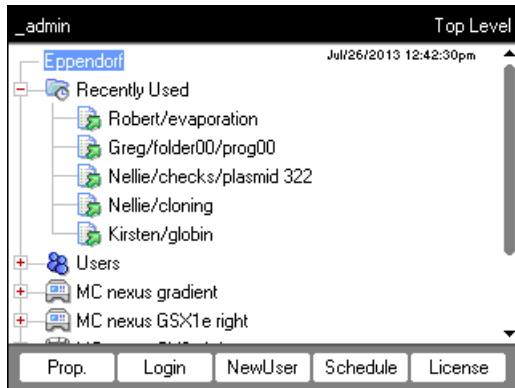 _admin Top Level
Eppendorf Jul/26/2013 12:42:30pm
Recently Used
Robert/evaporation
Greg/folder00/prog00
Nellie/checks/plasmid 322
Nellie/cloning
Kirsten/globin
Users
MC nexus gradient
MC nexus GSX1e right
Prop. Login NewUser Schedule License